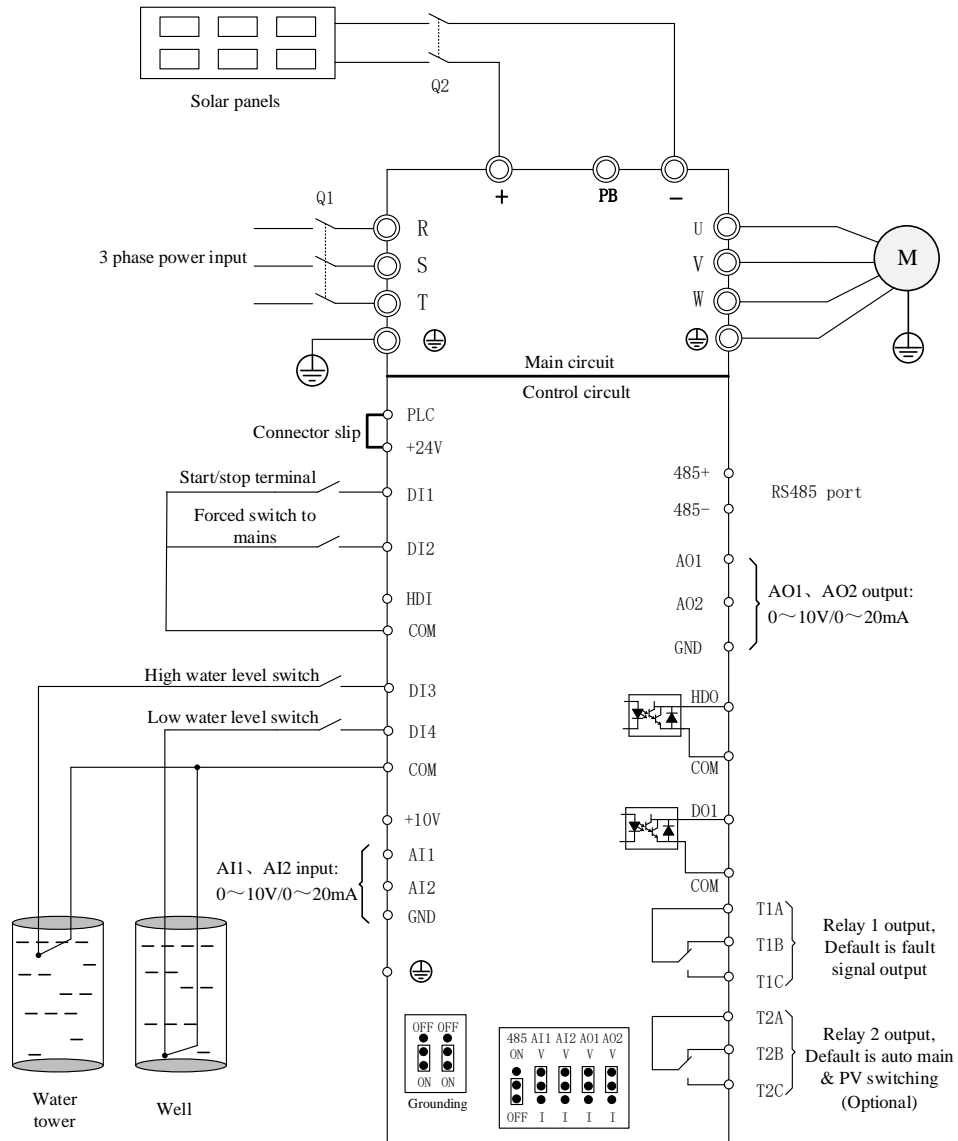 Solar panels
Q2
+
PB
−
Q1
3 phase power input
R
S
T
U
V
W
M
Main circuit
Control circult
Connector slip
PLC
+24V
Start/stop terminal
DI1
Forced switch to
mains
DI2
HDI
COM
High water level switch
DI3
Low water level switch
DI4
COM
+10V
AI1、AI2 input:
0～10V/0～20mA
AI1
AI2
GND
Water
tower
Well
485+
485-
RS485 port
AO1
AO2
GND
AO1、AO2 output:
0～10V/0～20mA
HDO
COM
DO1
COM
T1A
T1B
T1C
Relay 1 output,
Default is fault
signal output
T2A
T2B
T2C
Relay 2 output,
Default is auto main
& PV switching
(Optional)
OFF OFF
ON ON
Grounding
485 AI1 AI2 AO1 AO2
ON V V V V
OFF I I I I